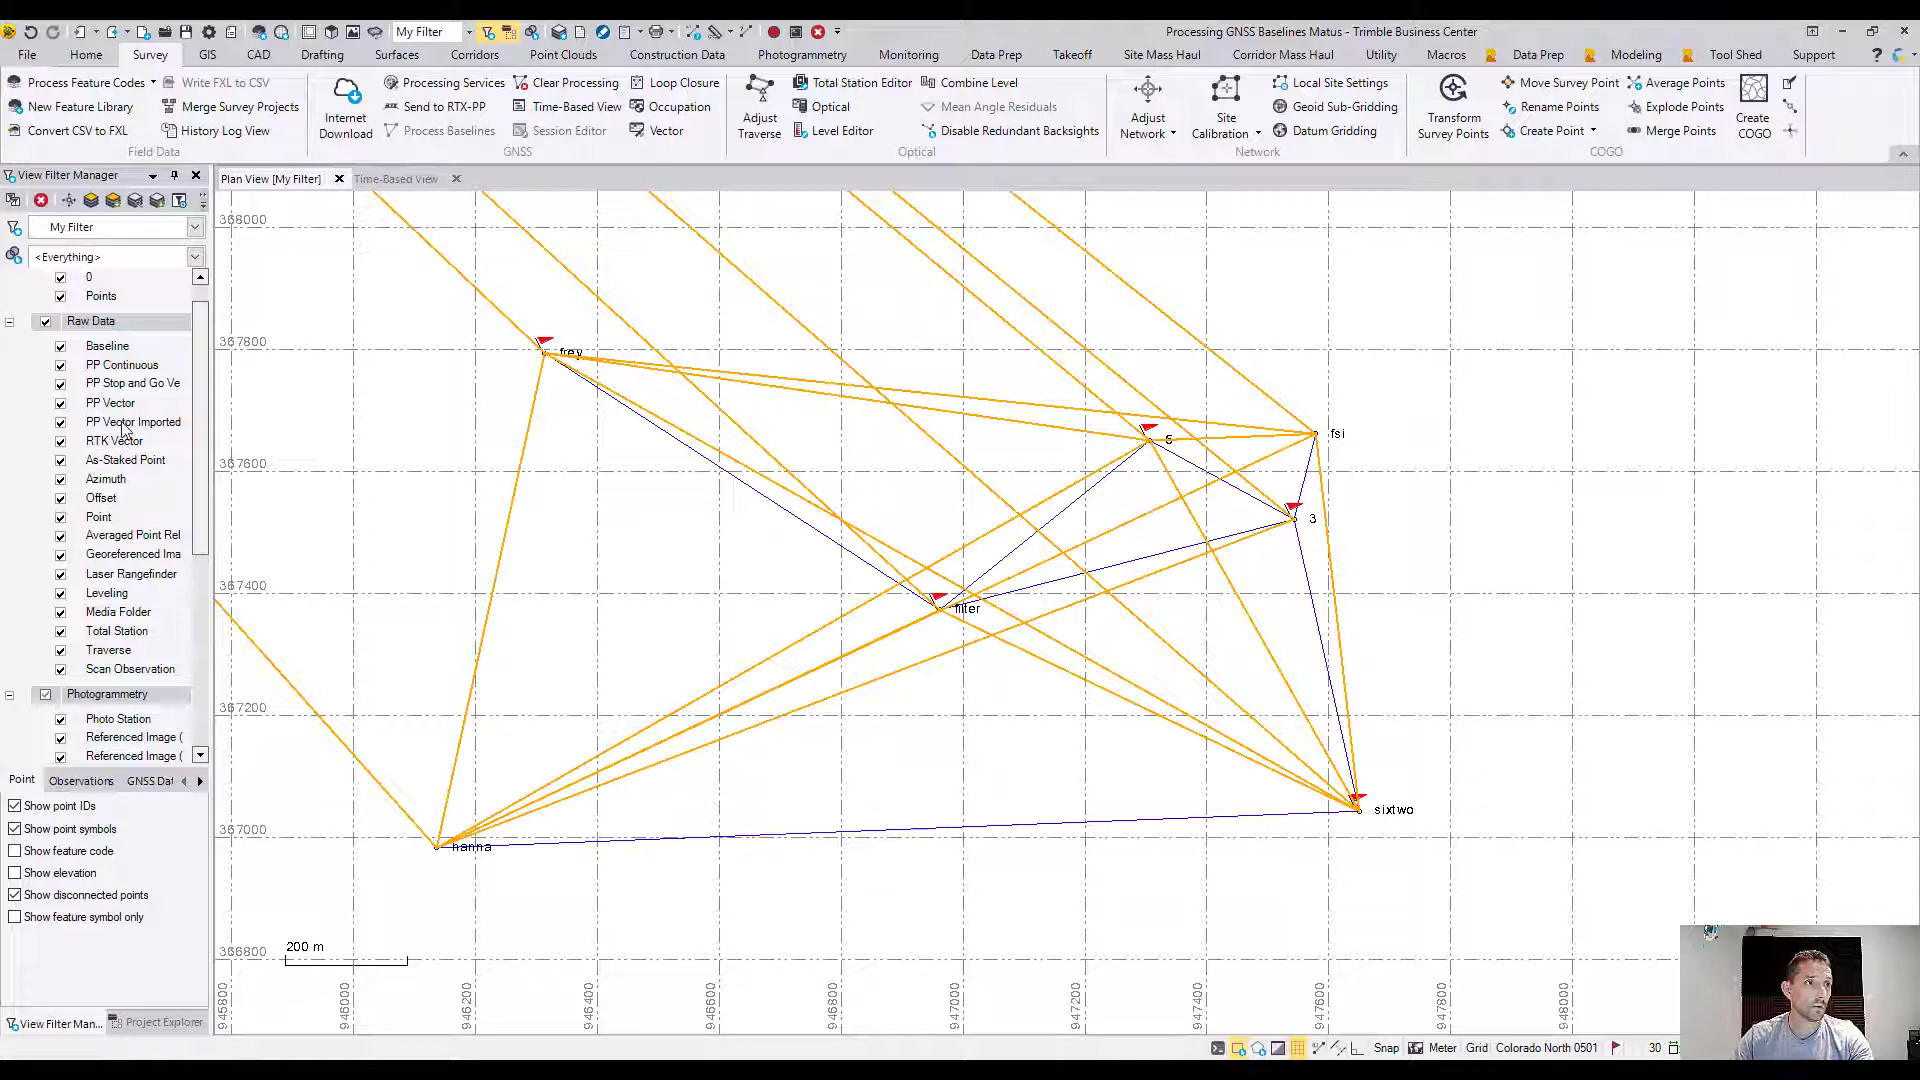 My Filter
Processing GNSS Baselines Matus - Trimble Business Center
File Home Survey GIS CAD Drafting Surfaces Corridors Point Clouds Construction Data Photogrammetry Monitoring Data Prep Takeoff Site Mass Haul Corridor Mass Haul Utility Macros Data Prep Modeling Tool Shed Support
Process Feature Codes Write FXL to CSV
New Feature Library Merge Survey Projects
Convert CSV to FXL History Log View
Field Data
Internet Download
Processing Services Clear Processing Loop Closure
Send to RTX-PP Time-Based View Occupation
Process Baselines Session Editor Vector
GNSS
Adjust Traverse
Total Station Editor Combine Level
Optical Mean Angle Residuals
Level Editor Disable Redundant Backsights
Optical
Adjust Network
Site Calibration
Local Site Settings
Geoid Sub-Gridding
Datum Gridding
Network
Transform Survey Points
Move Survey Point Average Points
Rename Points Explode Points
Create Point Merge Points
Create COGO
COGO
View Filter Manager
My Filter
<Everything>
0
Points
Raw Data
Baseline
PP Continuous
PP Stop and Go Ve
PP Vector
PP Vector Imported
RTK Vector
As-Staked Point
Azimuth
Offset
Point
Averaged Point Rel
Georeferenced Ima
Laser Rangefinder
Leveling
Media Folder
Total Station
Traverse
Scan Observation
Photogrammetry
Photo Station
Referenced Image (
Referenced Image (
Point Observations GNSS Dat
Show point IDs
Show point symbols
Show feature code
Show elevation
Show disconnected points
Show feature symbol only
View Filter Man... Project Explorer
Plan View [My Filter] Time-Based View
368000
367800
367600
367400
367200
367000
366800
frey
5
fsi
3
filter
sixtwo
nanna
200 m
945800 946000 946200 946400 946600 946800 947000 947200 947400 947600 947800 948000
Snap Meter Grid Colorado North 0501 30